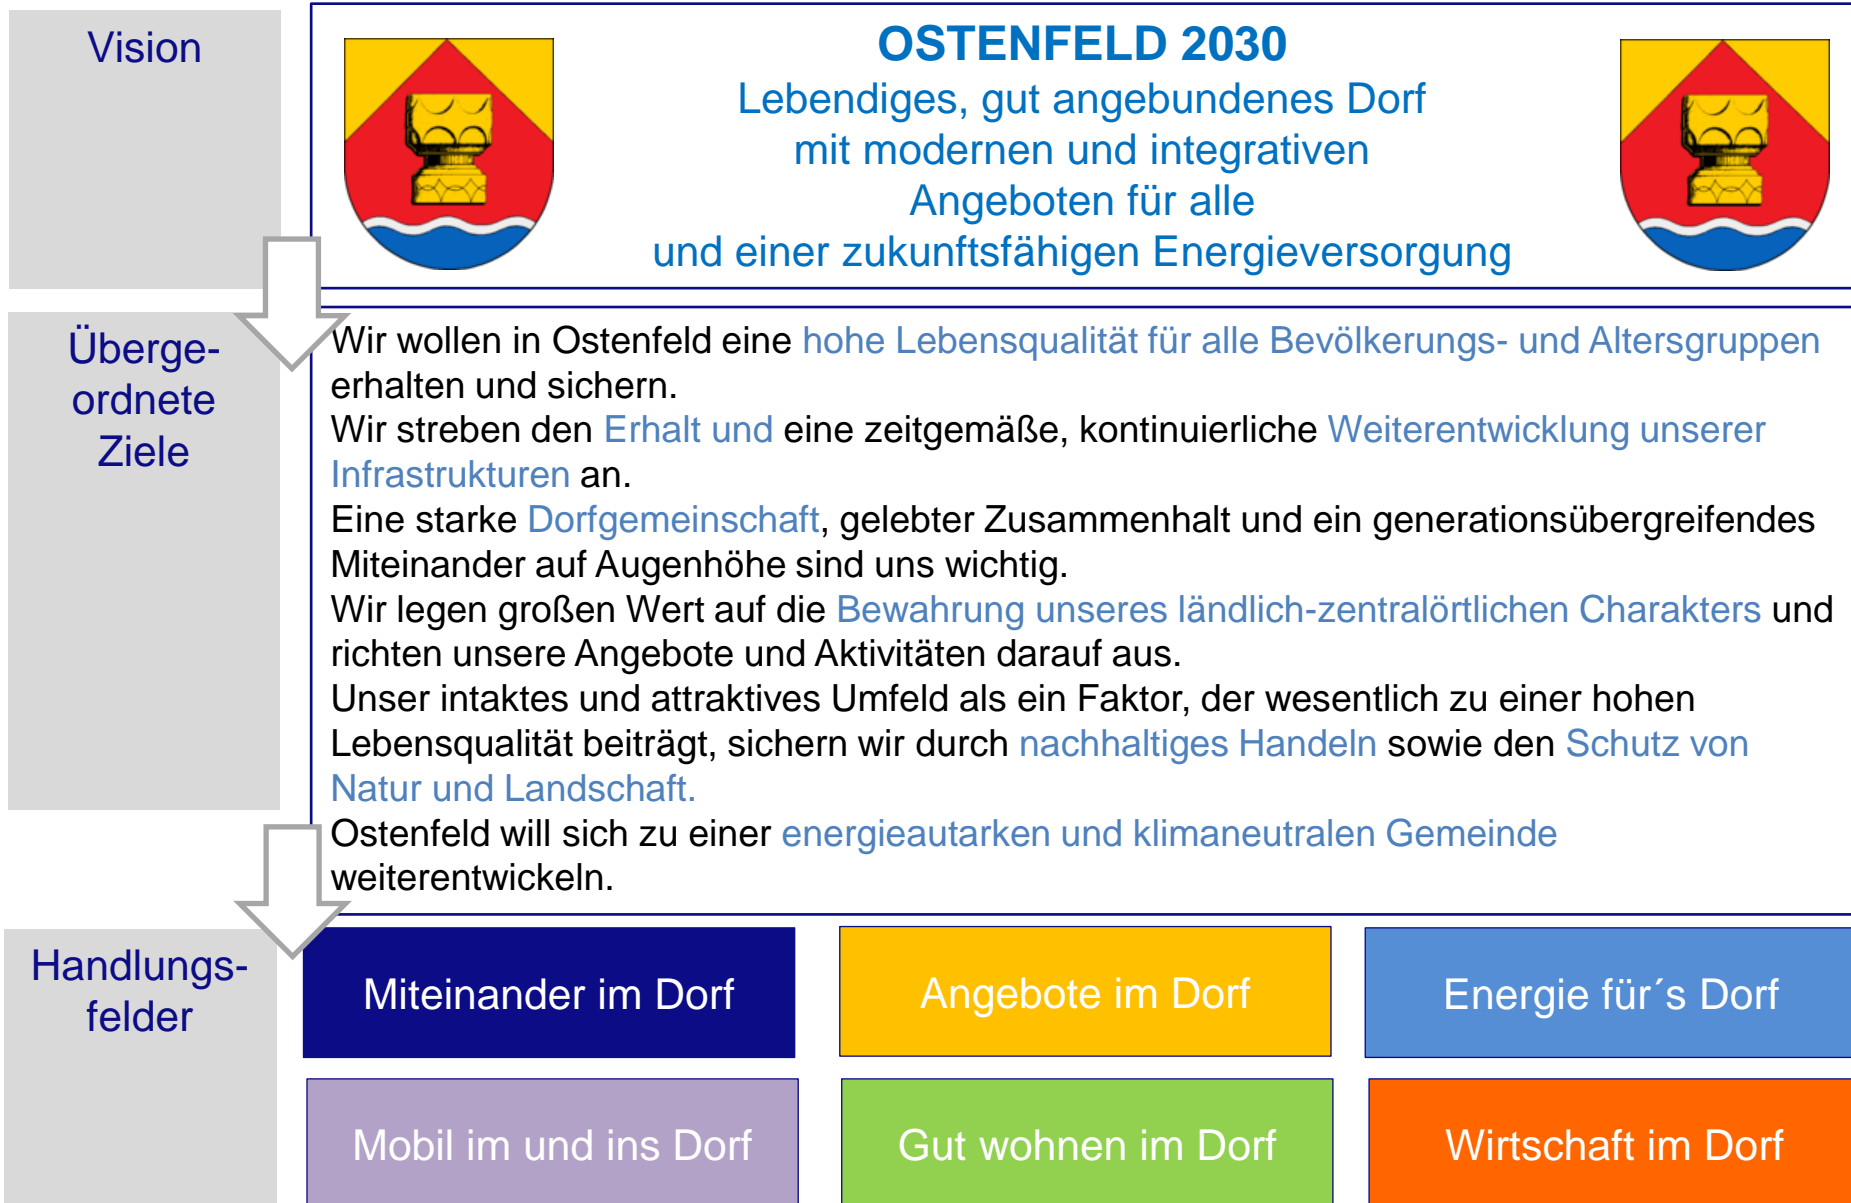 Vision
OSTENFELD 2030
Lebendiges, gut angebundenes Dorf
mit modernen und integrativen
Angeboten für alle
und einer zukunftsfähigen Energieversorgung
Überge-
ordnete
Ziele
Wir wollen in Ostenfeld eine hohe Lebensqualität für alle Bevölkerungs- und Altersgruppen
erhalten und sichern.
Wir streben den Erhalt und eine zeitgemäße, kontinuierliche Weiterentwicklung unserer
Infrastrukturen an.
Eine starke Dorfgemeinschaft, gelebter Zusammenhalt und ein generationsübergreifendes
Miteinander auf Augenhöhe sind uns wichtig.
Wir legen großen Wert auf die Bewahrung unseres ländlich-zentralörtlichen Charakters und
richten unsere Angebote und Aktivitäten darauf aus.
Unser intaktes und attraktives Umfeld als ein Faktor, der wesentlich zu einer hohen
Lebensqualität beiträgt, sichern wir durch nachhaltiges Handeln sowie den Schutz von
Natur und Landschaft.
Ostenfeld will sich zu einer energieautarken und klimaneutralen Gemeinde
weiterentwickeln.
Handlungs-
felder
Miteinander im Dorf
Angebote im Dorf
Energie für´s Dorf
Mobil im und ins Dorf
Gut wohnen im Dorf
Wirtschaft im Dorf